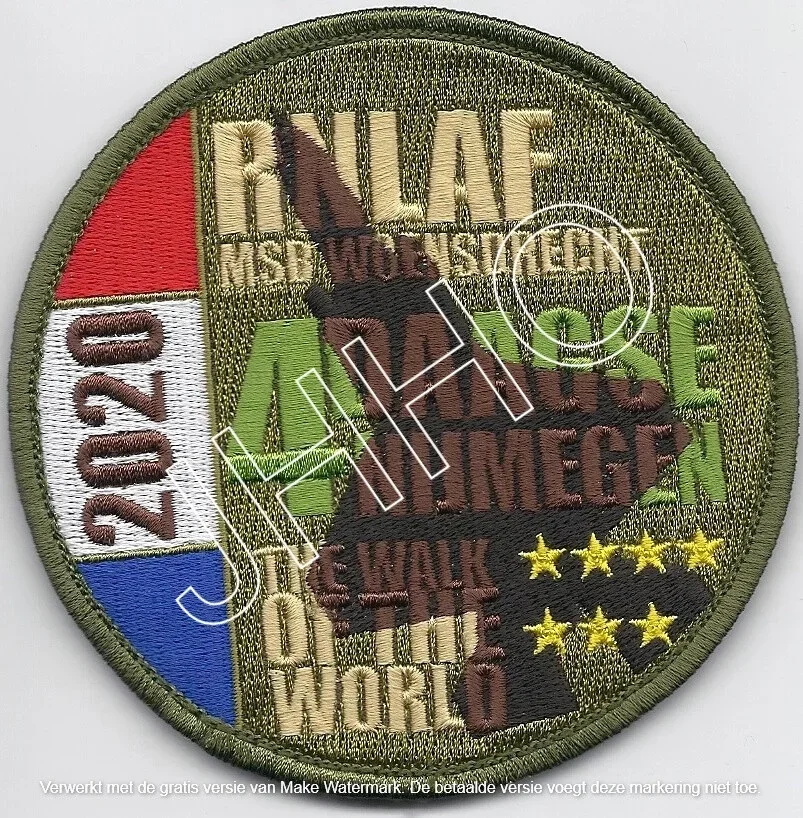 RNLAF
MSB WOENSDRECHT
4DAAGSE
NIJMEGEN
THE WALK
OF THE
WORLD
2020
JHH©
Verwerkt met de gratis versie van Make Watermark. De betaalde versie voegt deze markering niet toe.